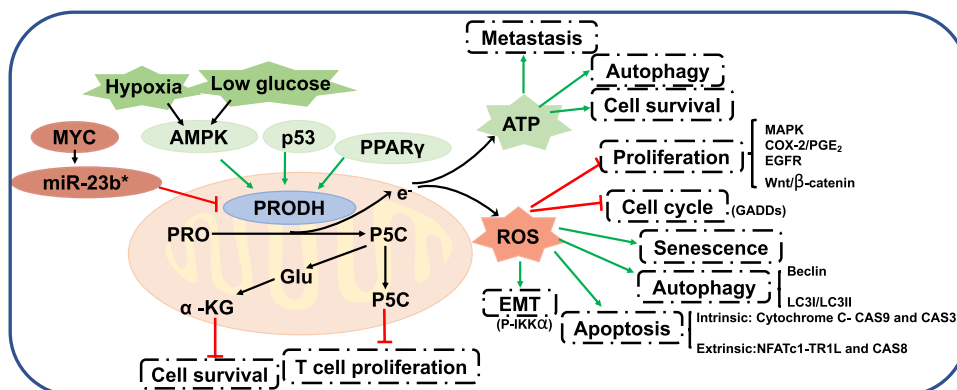 Metastasis
Hypoxia
Low glucose
Autophagy
Cell survival
MYC
AMPK
p53
PPARγ
ATP
Proliferation
MAPK
COX-2/PGE₂
EGFR
Wnt/β-catenin
miR-23b*
PRODH
e-
Cell cycle
(GADDs)
PRO
P5C
ROS
Senescence
Glu
Autophagy
Beclin
LC3I/LC3II
α -KG
P5C
EMT
(P-IKKα)
Apoptosis
Intrinsic: Cytochrome C- CAS9 and CAS3
Extrinsic:NFATc1-TR1L and CAS8
Cell survival
T cell proliferation